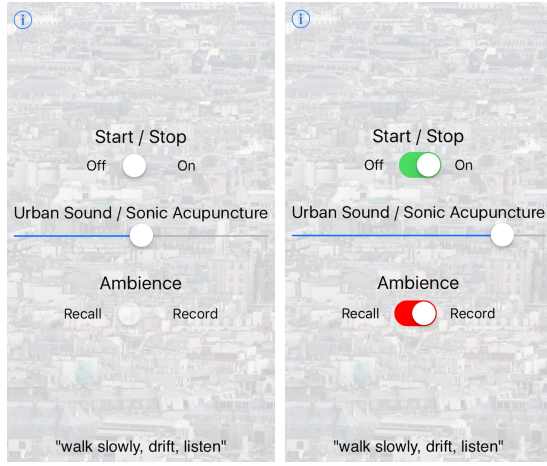 Start / Stop
Off On
Urban Sound / Sonic Acupuncture
Ambience
Recall Record
"walk slowly, drift, listen"
Start / Stop
Off On
Urban Sound / Sonic Acupuncture
Ambience
Recall Record
"walk slowly, drift, listen"